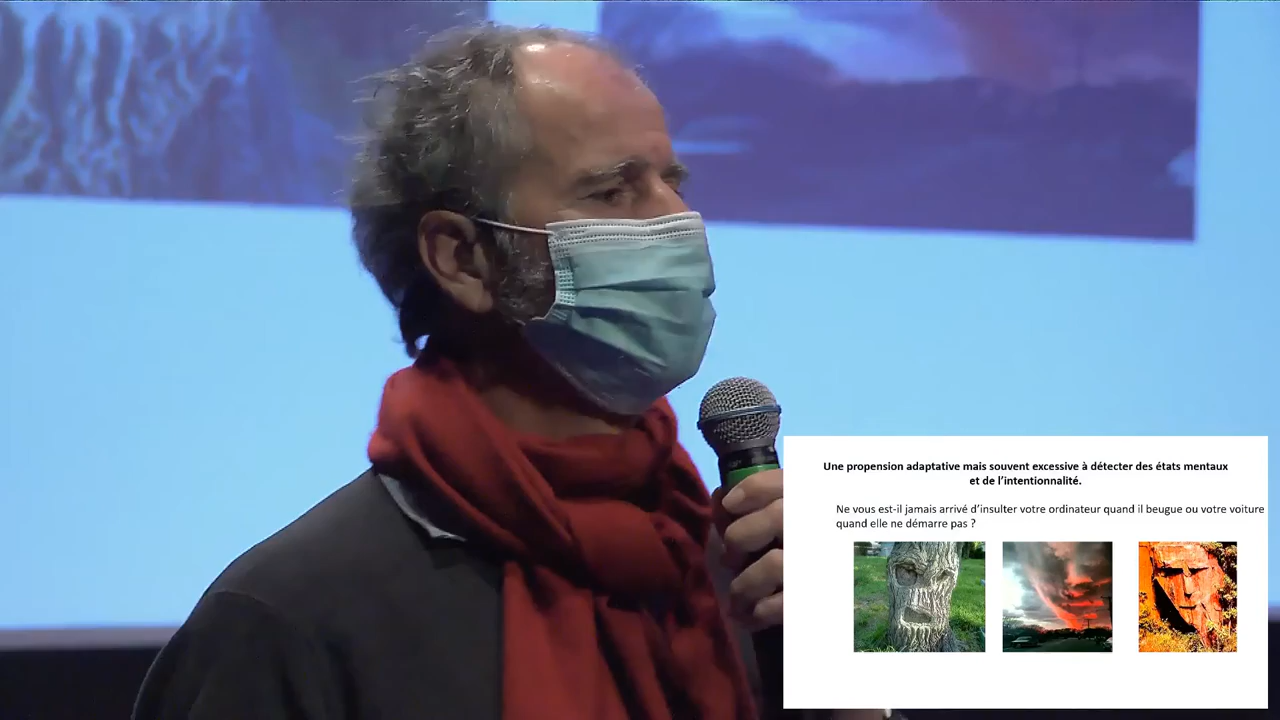 Une propension adaptative mais souvent excessive à détecter des états mentaux
et de l'intentionnalité.
Ne vous est-il jamais arrivé d'insulter votre ordinateur quand il beugue ou votre voiture
quand elle ne démarre pas ?